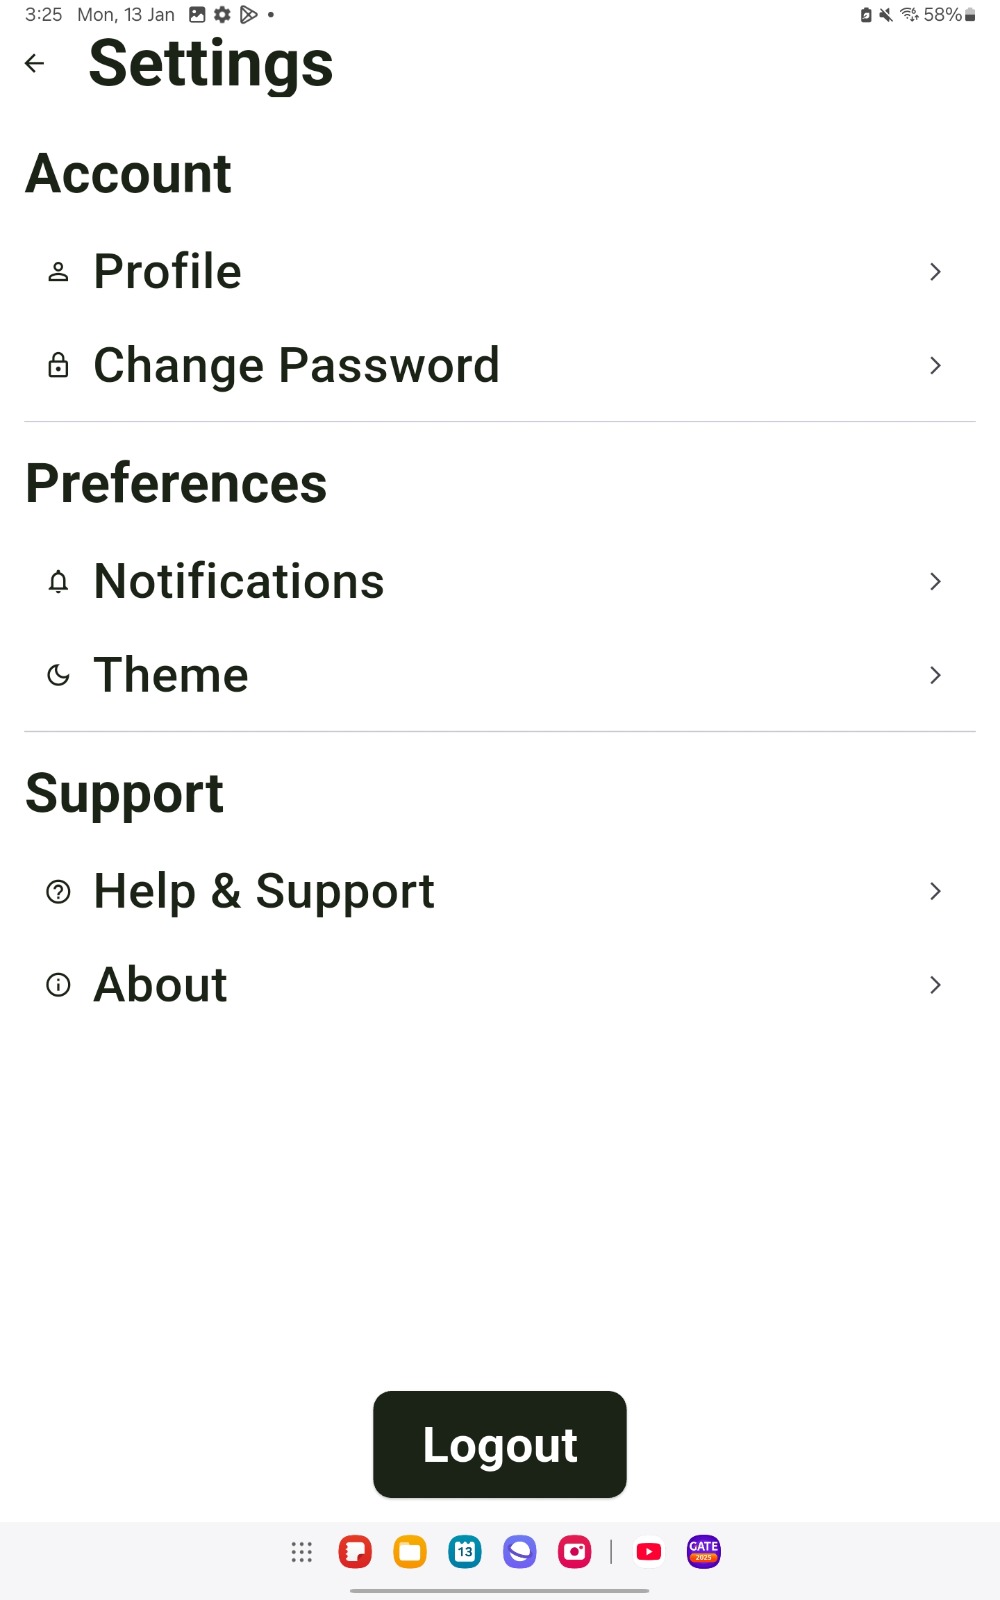 3:25 Mon, 13 Jan 58%
Settings
Account
Profile
Change Password
Preferences
Notifications
Theme
Support
Help & Support
About
Logout
13
GATE
2025